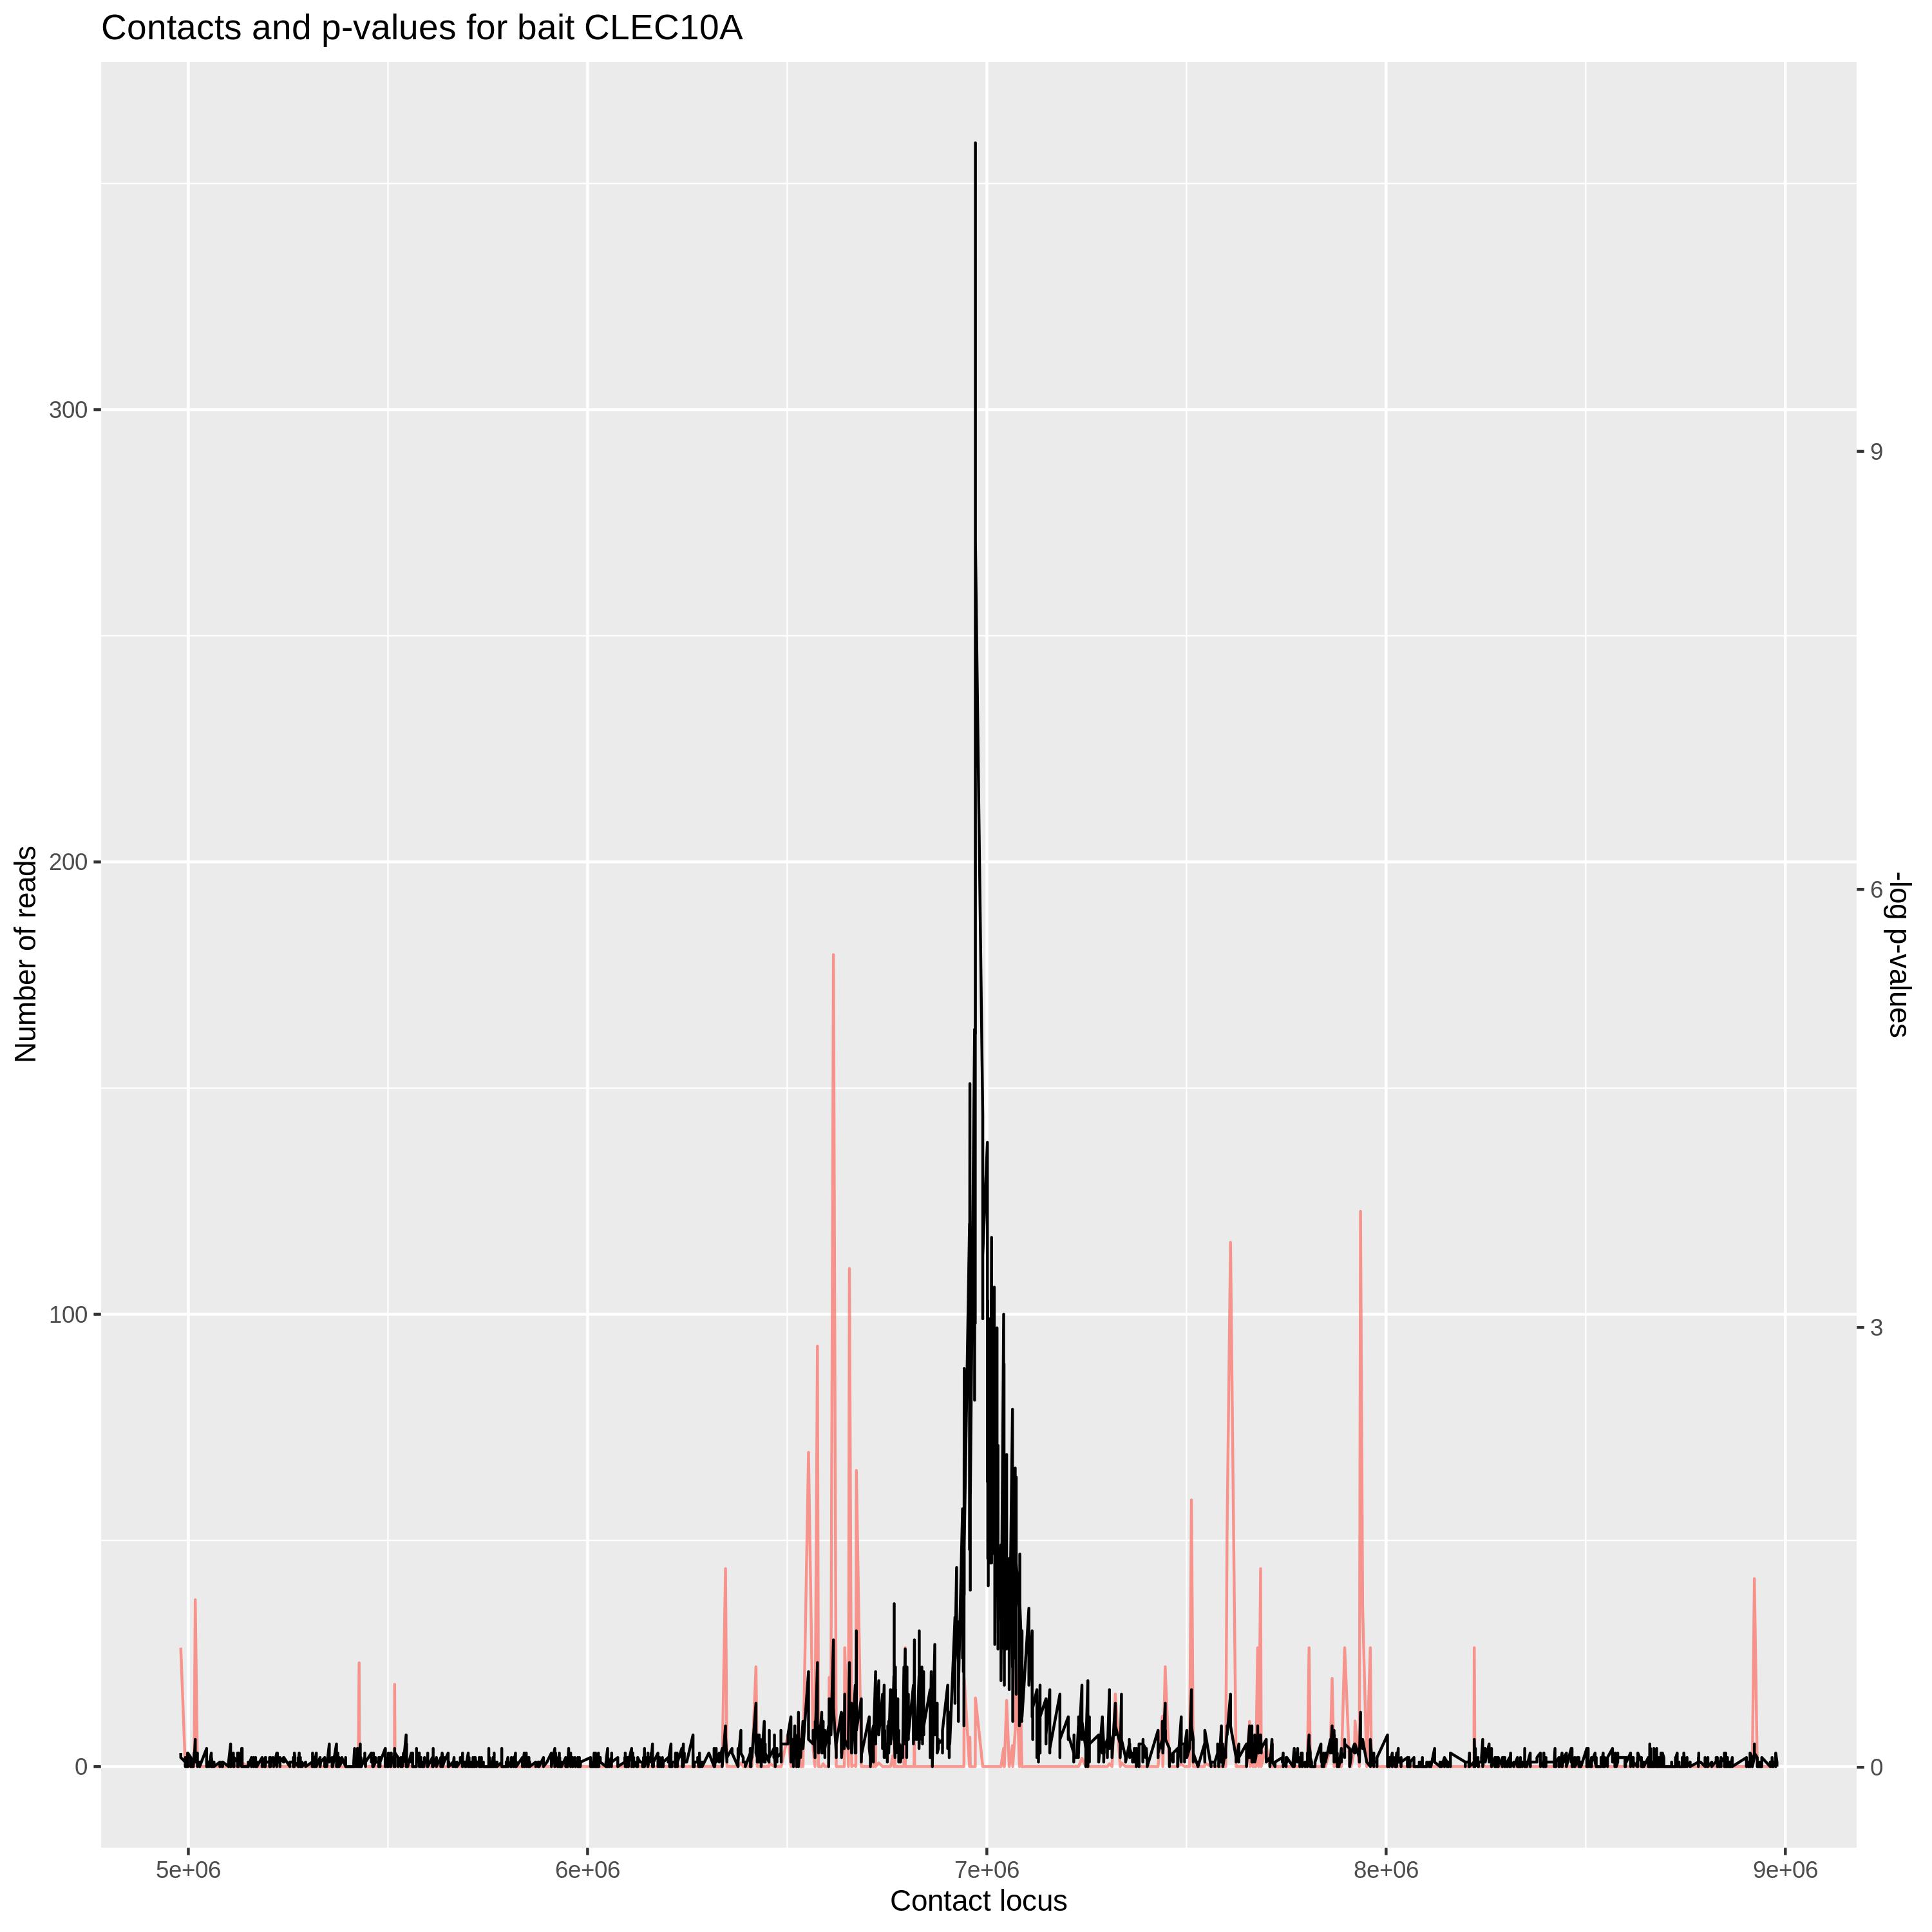 Contacts and p-values for bait CLEC10A
Number of reads
300
200
100
0
9
6
3
0
-log p-values
5e+06
6e+06
7e+06
8e+06
9e+06
Contact locus